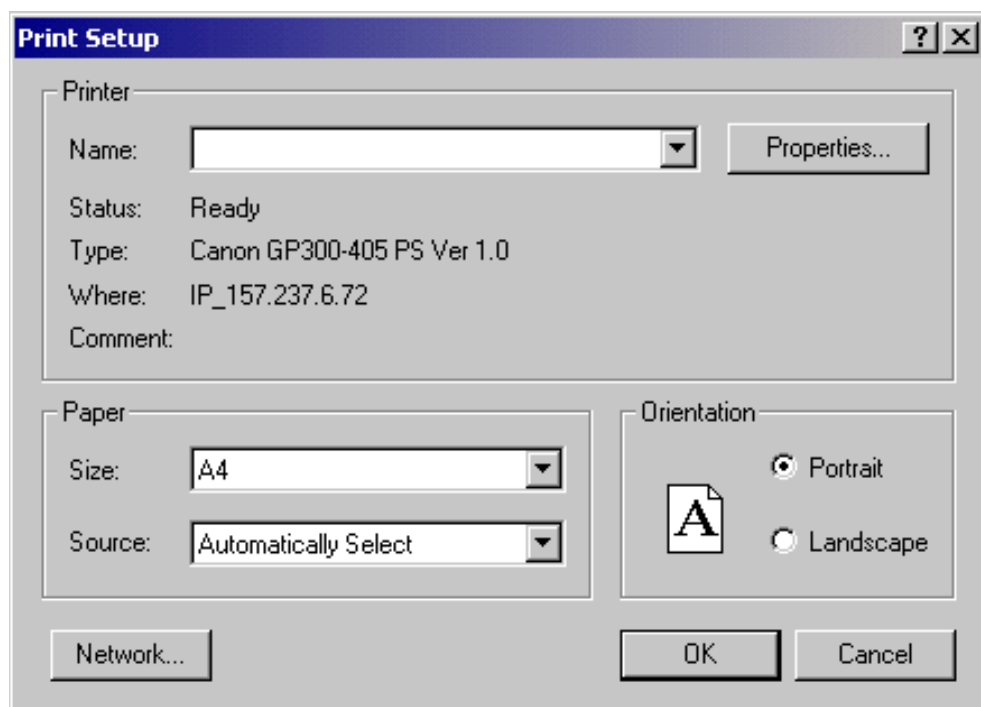 Print Setup
Printer
Name:
Properties...
Status: Ready
Type: Canon GP300-405 PS Ver 1.0
Where: IP_157.237.6.72
Comment:
Paper
Size: A4
Source: Automatically Select
Orientation
A
Portrait
Landscape
Network...
OK
Cancel